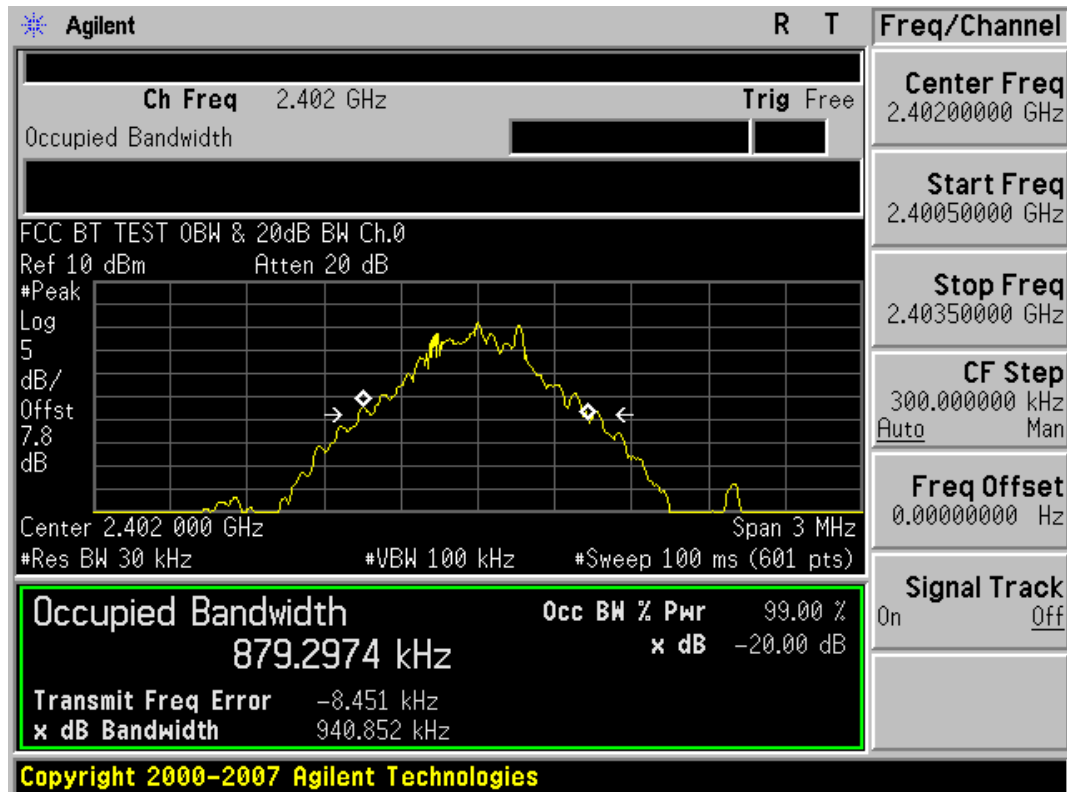 Agilent R T Freq/Channel
Ch Freq 2.402 GHz Trig Free
Occupied Bandwidth
Center Freq
2.40200000 GHz
Start Freq
2.40050000 GHz
Stop Freq
2.40350000 GHz
CF Step
300.000000 kHz
Auto Man
Freq Offset
0.00000000 Hz
Signal Track
On Off
FCC BT TEST OBW & 20dB BW Ch.0
Ref 10 dBm Atten 20 dB
#Peak
Log
5
dB/
Offst
7.8
dB
Center 2.402 000 GHz Span 3 MHz
#Res BW 30 kHz #VBW 100 kHz #Sweep 100 ms (601 pts)
Occupied Bandwidth Occ BW % Pwr 99.00 %
879.2974 kHz x dB -20.00 dB
Transmit Freq Error -8.451 kHz
x dB Bandwidth 940.852 kHz
Copyright 2000-2007 Agilent Technologies